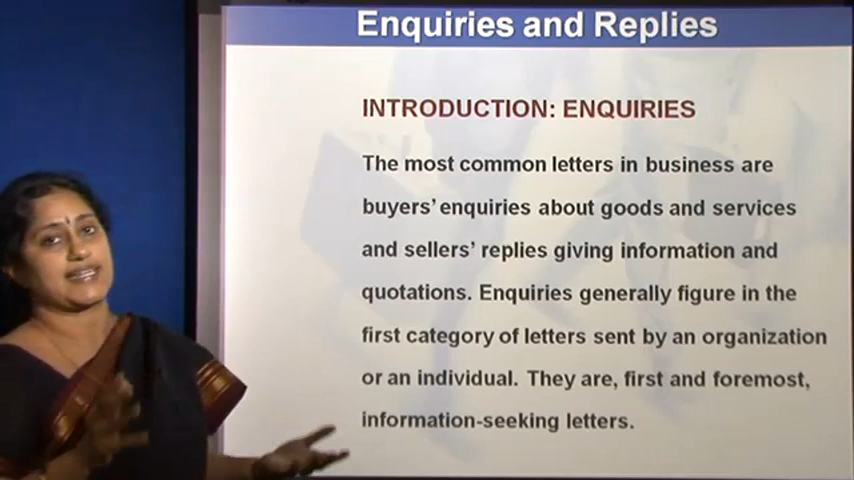 Enquiries and Replies
INTRODUCTION: ENQUIRIES
The most common letters in business are
buyers’ enquiries about goods and services
and sellers’ replies giving information and
quotations. Enquiries generally figure in the
first category of letters sent by an organization
or an individual. They are, first and foremost,
information-seeking letters.